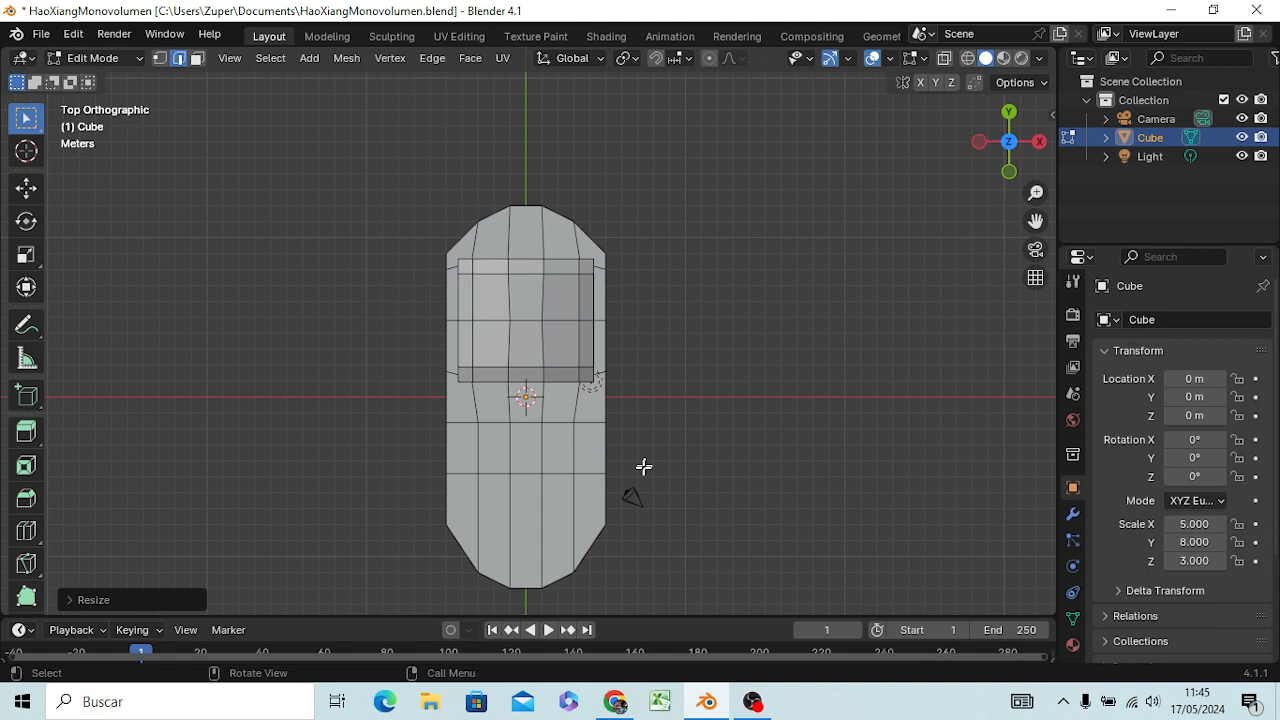 * HaoXiangMonovolumen [C:\Users\Zuper\Documents\HaoXiangMonovolumen.blend] - Blender 4.1
File Edit Render Window Help Layout Modeling Sculpting UV Editing Texture Paint Shading Animation Rendering Compositing Geomet Scene ViewLayer
Edit Mode View Select Add Mesh Vertex Edge Face UV Global Search
X Y Z Options
Scene Collection
Collection
Camera
Cube
Light
Top Orthographic
(1) Cube
Meters
Y
X
Z
Search
Cube
Cube
Transform
Location X 0 m
Y 0 m
Z 0 m
Rotation X 0°
Y 0°
Z 0°
Mode XYZ Eu...
Scale X 5.000
Y 8.000
Z 3.000
Delta Transform
Relations
Collections
Resize
Playback Keying View Marker 1 Start 1 End 250
-40 -20 1 20 40 60 80 100 120 140 160 180 200 220 240 260 280
Select Rotate View Call Menu 4.1.1
Buscar
11:45
17/05/2024
1